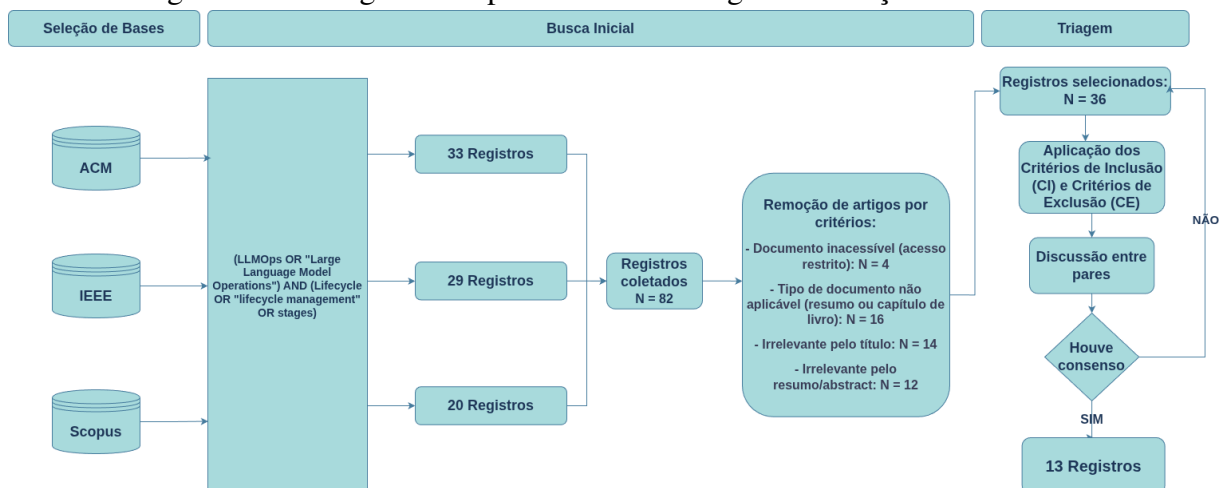 Seleção de Bases
Busca Inicial
Triagem
ACM
IEEE
Scopus
(LLMOps OR "Large
Language Model
Operations") AND (Lifecycle
OR "lifecycle management"
OR stages)
33 Registros
29 Registros
20 Registros
Registros
coletados
N = 82
Remoção de artigos por
critérios:
- Documento inacessível (acesso
restrito): N = 4
- Tipo de documento não
aplicável (resumo ou capítulo de
livro): N = 16
- Irrelevante pelo título: N = 14
- Irrelevante pelo
resumo/abstract: N = 12
Registros selecionados:
N = 36
Aplicação dos
Critérios de Inclusão
(CI) e Critérios de
Exclusão (CE)
Discussão entre
pares
Houve
consenso
NÃO
SIM
13 Registros